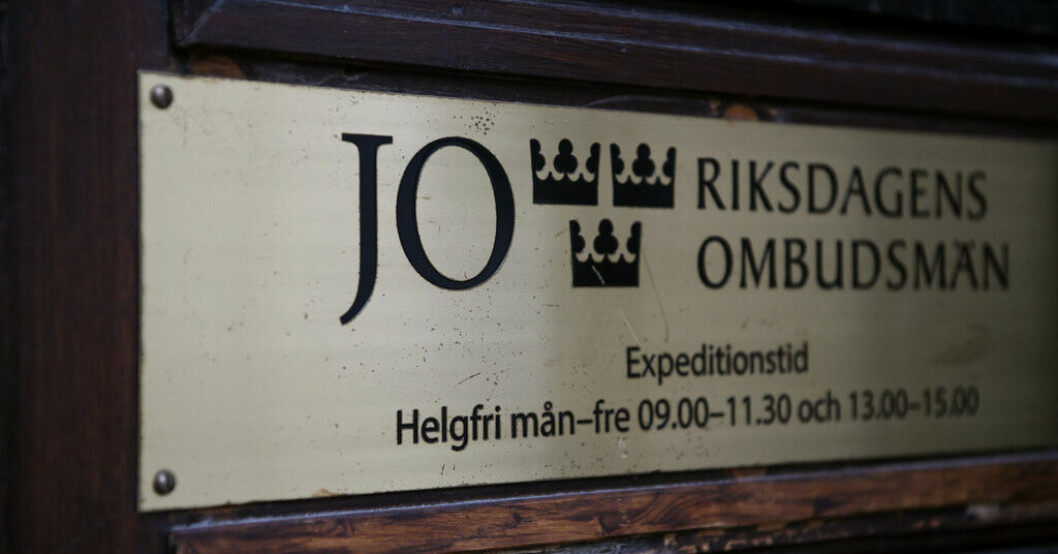 JO
RIKSDAGENS
OMBUDSMÄN
Expeditionstid
Helgfri mån–fre 09.00–11.30 och 13.00–15.00